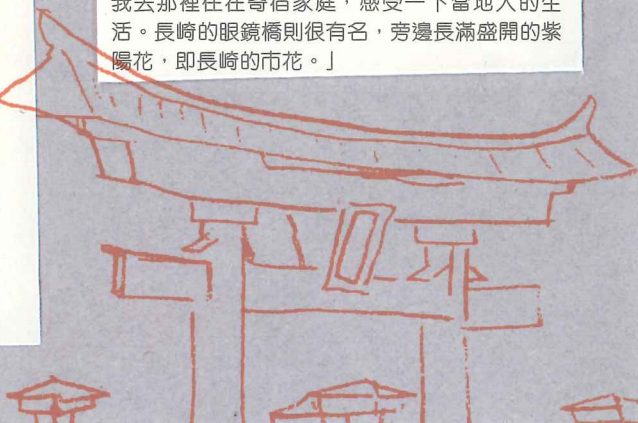 我去那裡住在寄宿家庭，感受一下當地人的生
活。長崎的眼鏡橋則很有名，旁邊長滿盛開的紫
陽花，即長崎的市花。」